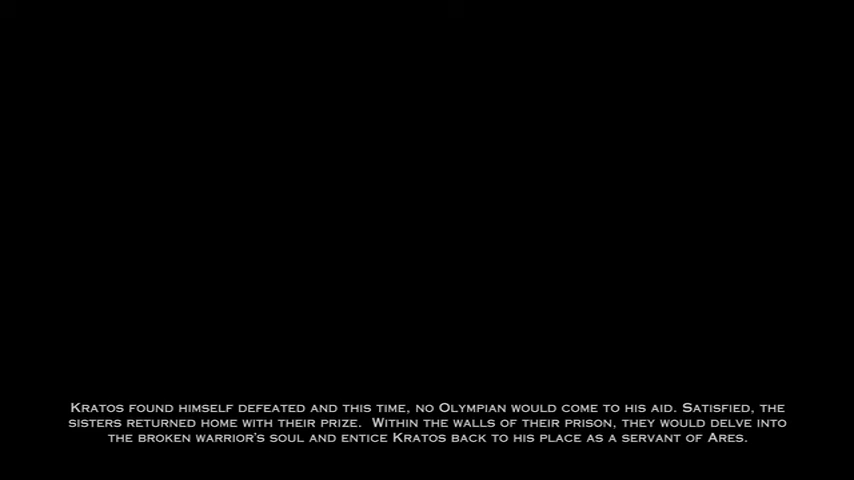 Kratos found himself defeated and this time, no Olympian would come to his aid. Satisfied, the
sisters returned home with their prize.  Within the walls of their prison, they would delve into
the broken warrior's soul and entice Kratos back to his place as a servant of Ares.